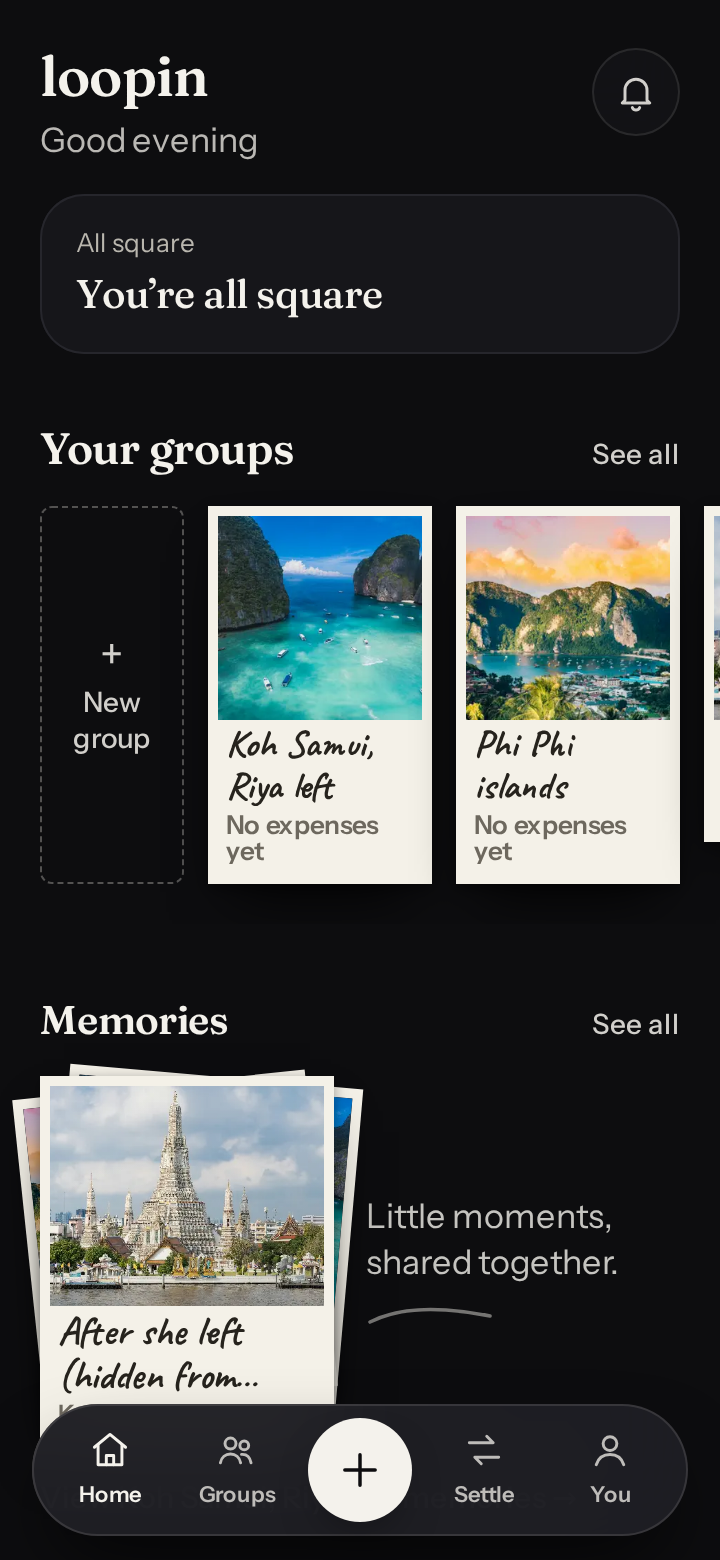 loopin
Good evening
All square
You’re all square
Your groups
See all
+
New
group
Koh Samui,
Riya left
No expenses
yet
Phi Phi
islands
No expenses
yet
Memories
See all
Little moments,
shared together.
After she left
(hidden from...
Home
Groups
Settle
You